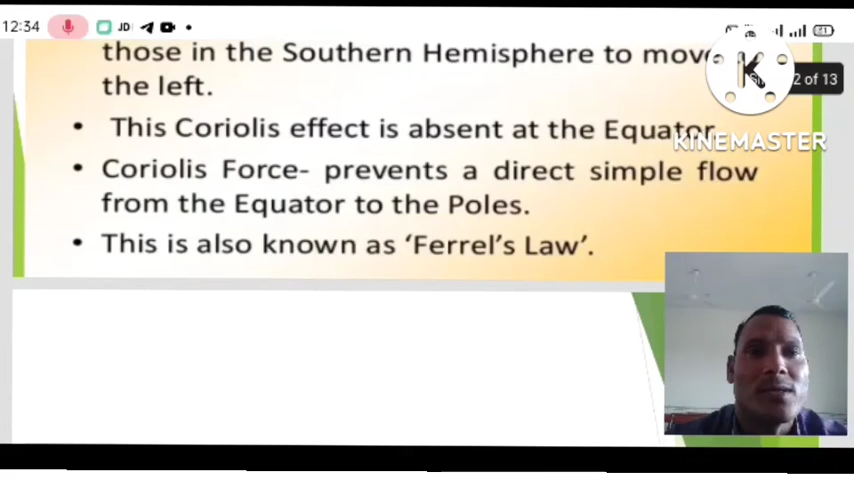 12:34 JD
those in the Southern Hemisphere to move
the left.
2 of 13
• This Coriolis effect is absent at the Equator.
KINEMASTER
• Coriolis Force- prevents a direct simple flow
from the Equator to the Poles.
• This is also known as ‘Ferrel’s Law’.